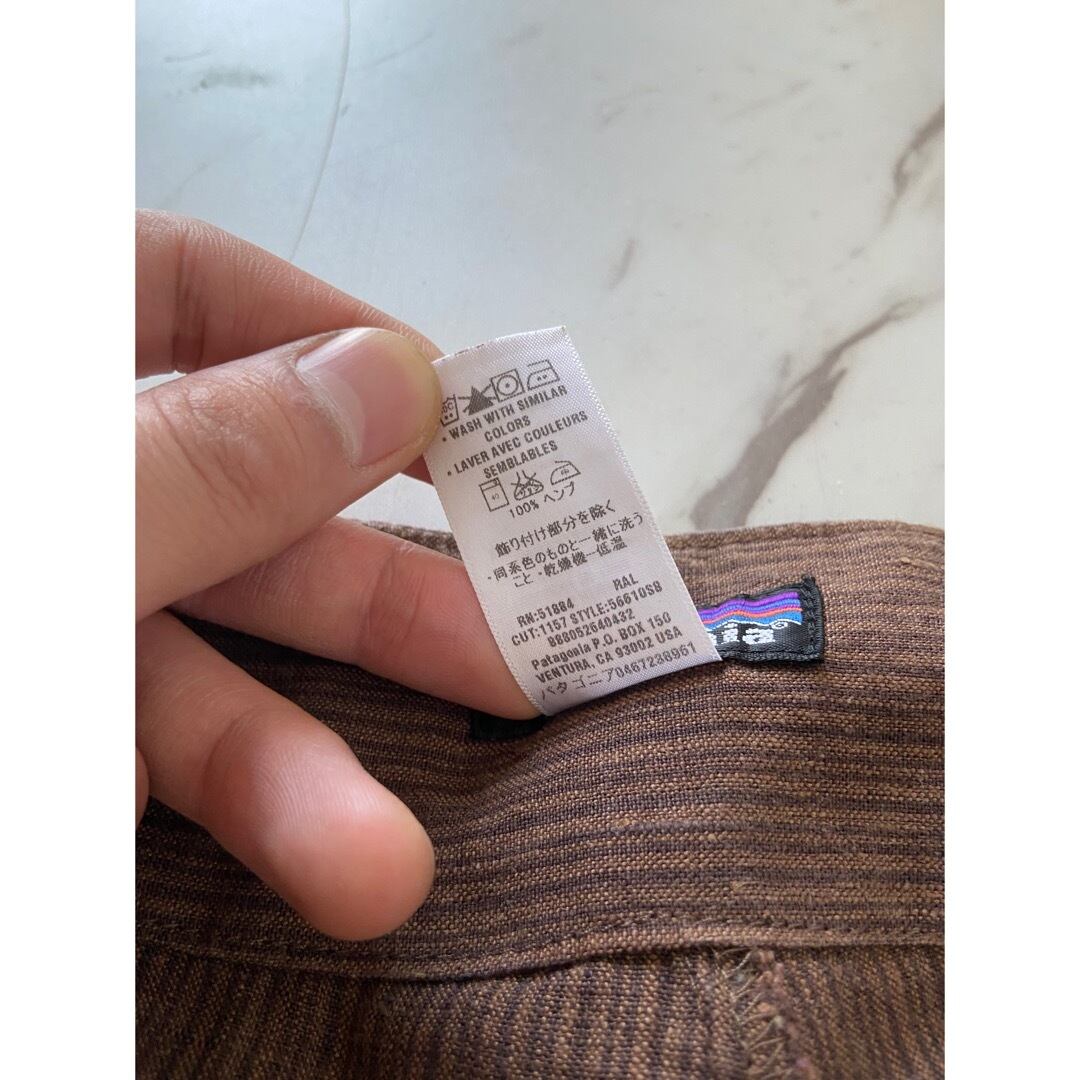 • WASH WITH SIMILAR
COLORS
• LAVER AVEC COULEURS
SEMBLABLES
40
100% ヘンプ
飾り付け部分を除く
・同系色のものと一緒に洗う
こと・乾燥機ー低温
RAL
RN:51884
CUT:1157 STYLE:56610S8
888052640432
Patagonia P.O. BOX 150
VENTURA, CA 93002 USA
パタゴニア0467238961